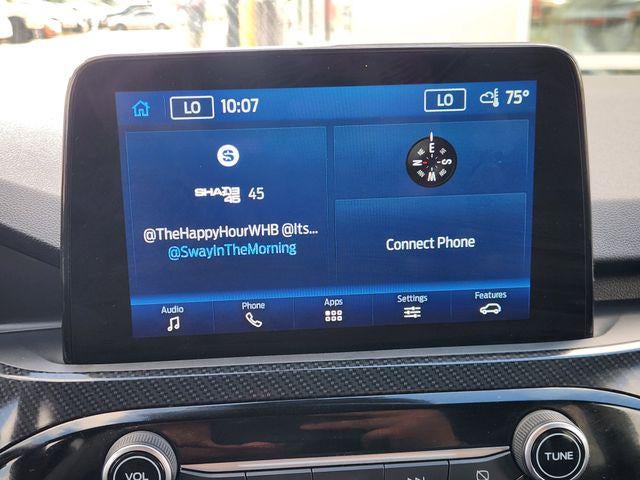 LO 10:07 LO 75°
S
SHADE 45 45
E
N S
W
@TheHappyHourWHB @Its...
@SwayInTheMorning
Connect Phone
Audio Phone Apps Settings Features
VOL
TUNE